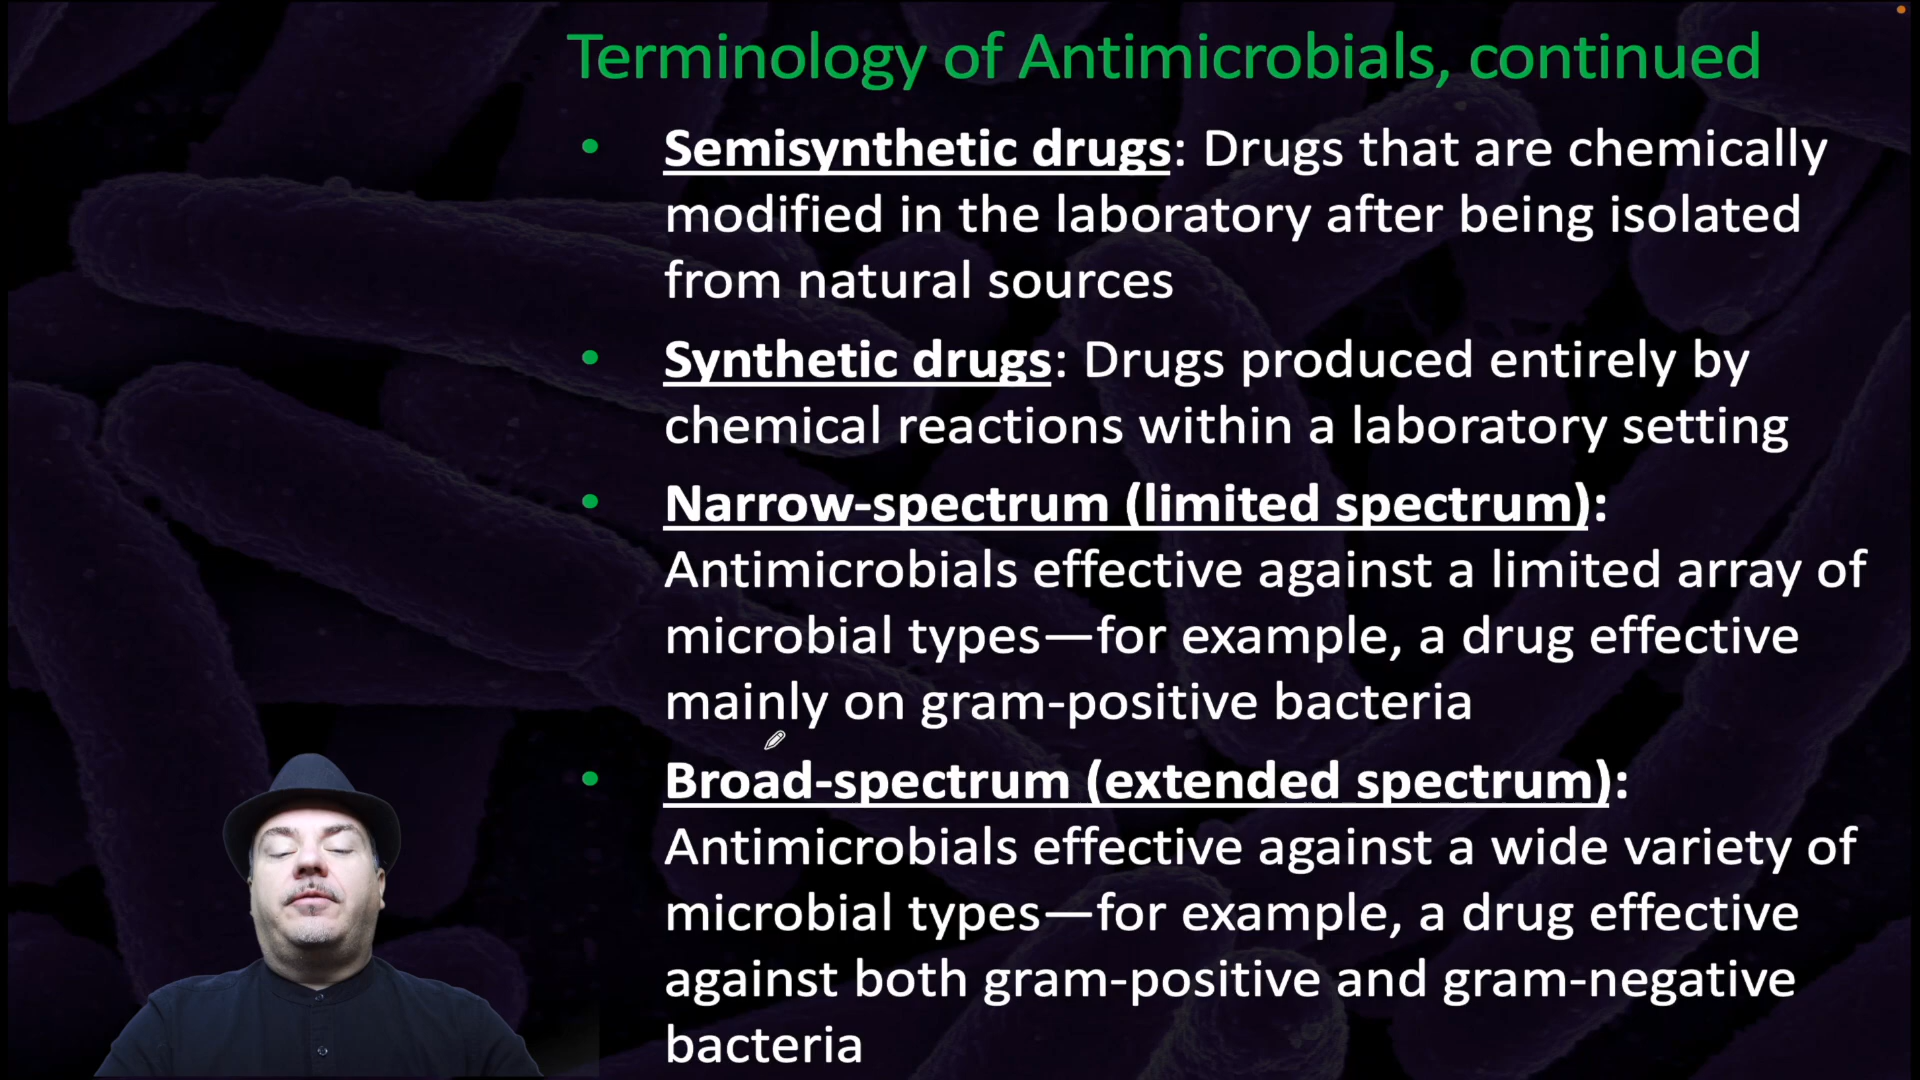 Terminology of Antimicrobials, continued
• Semisynthetic drugs: Drugs that are chemically
modified in the laboratory after being isolated
from natural sources
• Synthetic drugs: Drugs produced entirely by
chemical reactions within a laboratory setting
• Narrow-spectrum (limited spectrum):
Antimicrobials effective against a limited array of
microbial types—for example, a drug effective
mainly on gram-positive bacteria
• Broad-spectrum (extended spectrum):
Antimicrobials effective against a wide variety of
microbial types—for example, a drug effective
against both gram-positive and gram-negative
bacteria